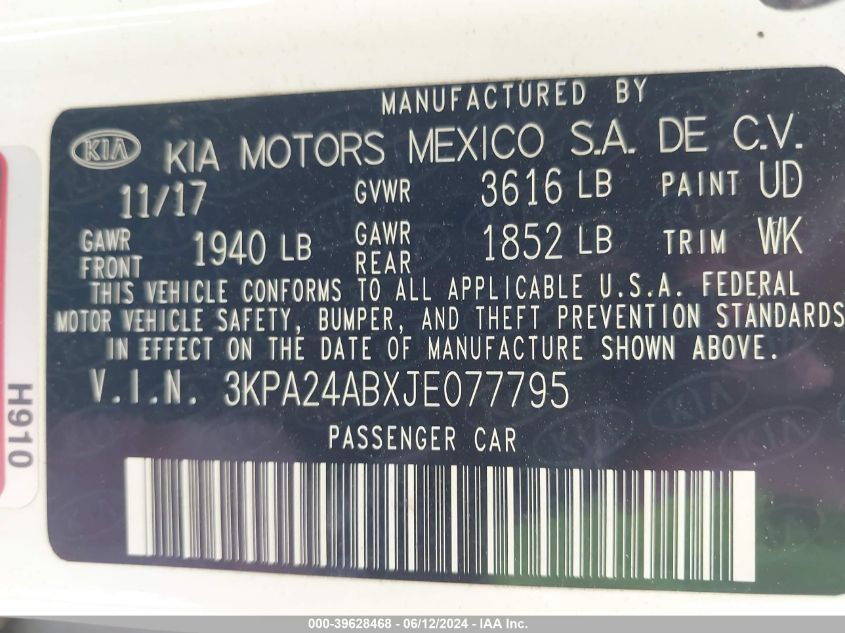 MANUFACTURED BY
KIA KIA MOTORS MEXICO S.A. DE C.V.
11/17 GVWR 3616 LB PAINT UD
GAWR FRONT 1940 LB GAWR REAR 1852 LB TRIM WK
THIS VEHICLE CONFORMS TO ALL APPLICABLE U.S.A. FEDERAL
MOTOR VEHICLE SAFETY, BUMPER, AND THEFT PREVENTION STANDARDS
IN EFFECT ON THE DATE OF MANUFACTURE SHOWN ABOVE.
V.I.N. 3KPA24ABXJE077795
PASSENGER CAR
H910
000-39628468 - 06/12/2024 - IAA Inc.